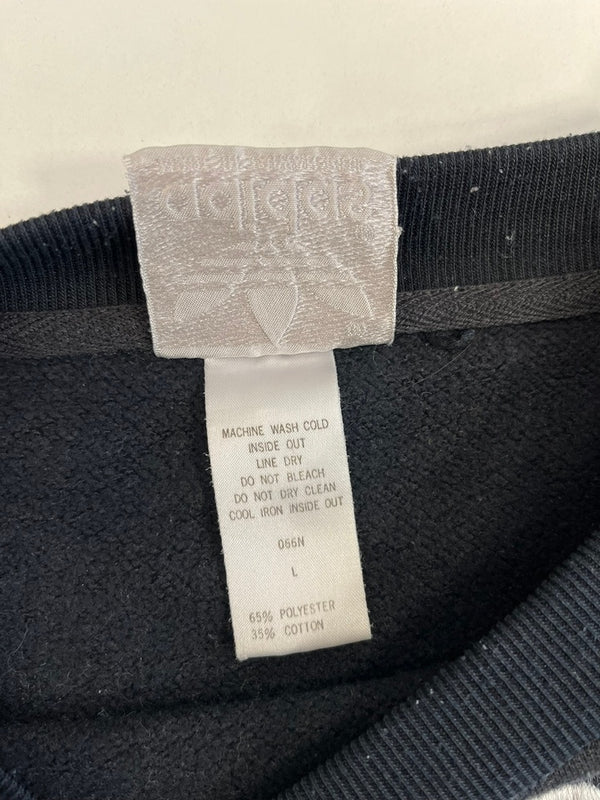 adidas
®
®
MACHINE WASH COLD
INSIDE OUT
LINE DRY
DO NOT BLEACH
DO NOT DRY CLEAN
COOL IRON INSIDE OUT
066N
L
65% POLYESTER
35% COTTON